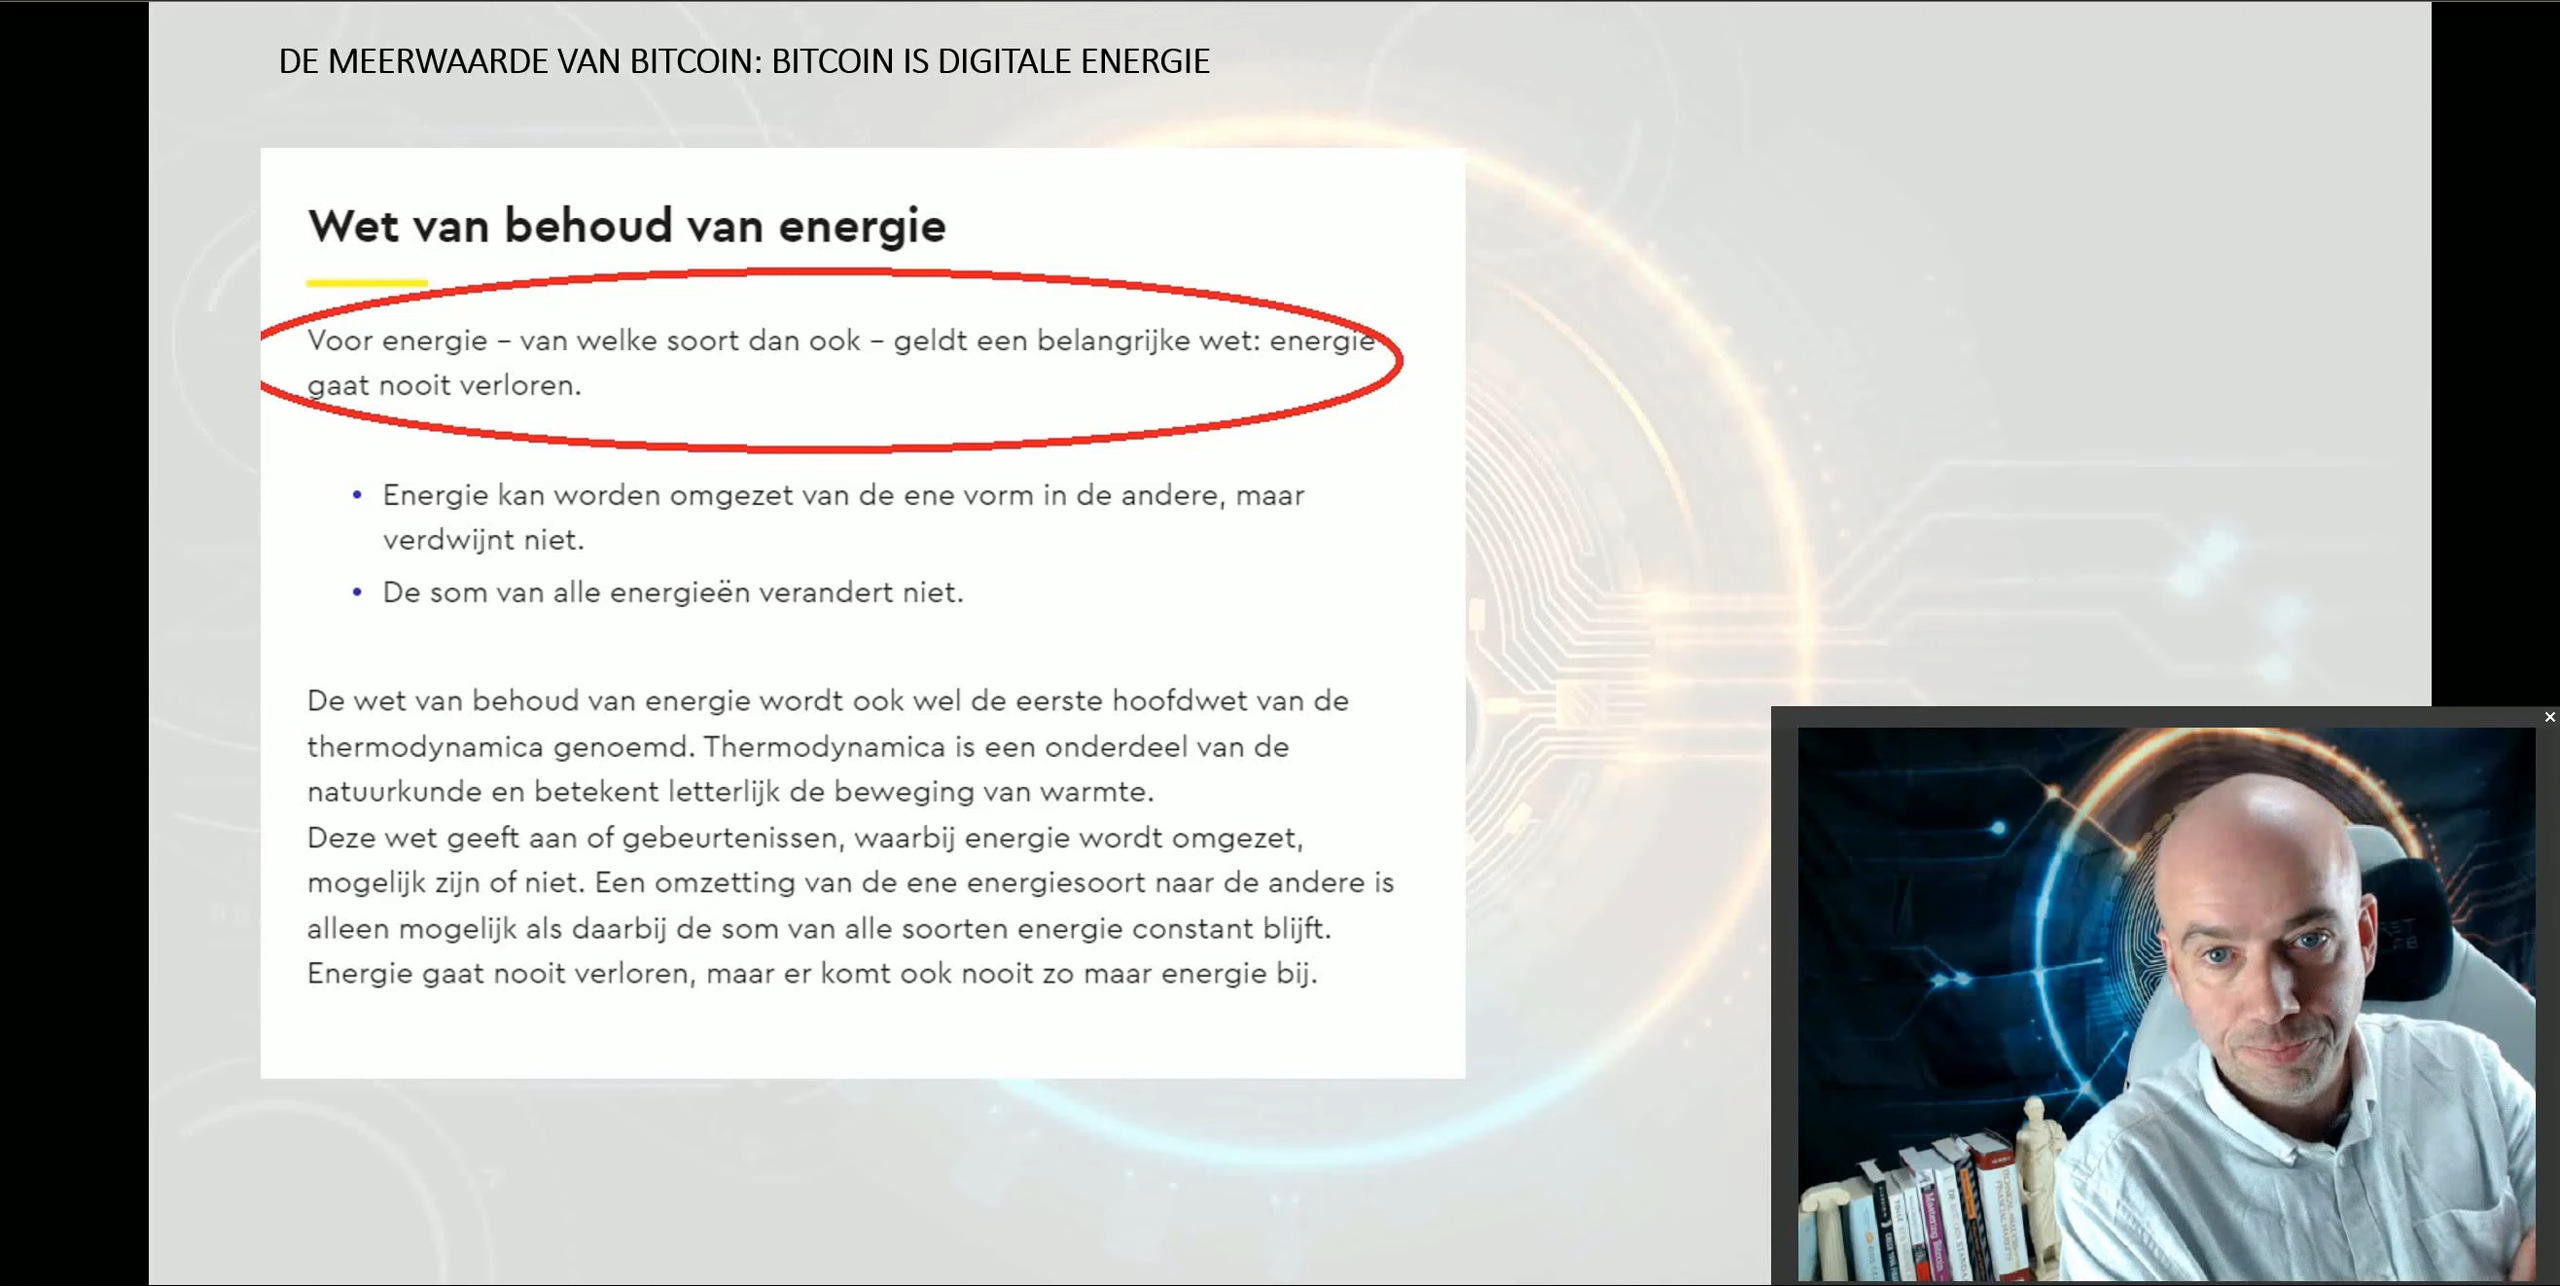 DE MEERWAARDE VAN BITCOIN: BITCOIN IS DIGITALE ENERGIE
Wet van behoud van energie
Voor energie – van welke soort dan ook – geldt een belangrijke wet: energie
gaat nooit verloren.
• Energie kan worden omgezet van de ene vorm in de andere, maar
verdwijnt niet.
• De som van alle energieën verandert niet.
De wet van behoud van energie wordt ook wel de eerste hoofdwet van de
thermodynamica genoemd. Thermodynamica is een onderdeel van de
natuurkunde en betekent letterlijk de beweging van warmte.
Deze wet geeft aan of gebeurtenissen, waarbij energie wordt omgezet,
mogelijk zijn of niet. Een omzetting van de ene energiesoort naar de andere is
alleen mogelijk als daarbij de som van alle soorten energie constant blijft.
Energie gaat nooit verloren, maar er komt ook nooit zo maar energie bij.
Mastering Bitcoin